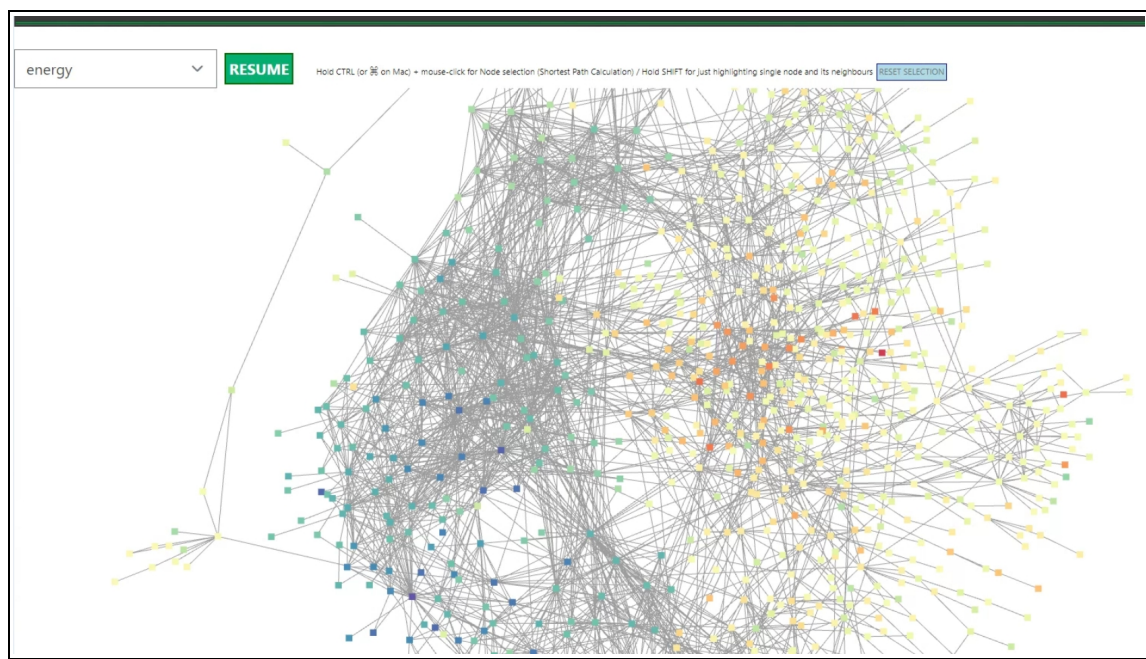 energy
RESUME
Hold CTRL (or ⌘ on Mac) + mouse-click for Node selection (Shortest Path Calculation) / Hold SHIFT for just highlighting single node and its neighbours
RESET SELECTION